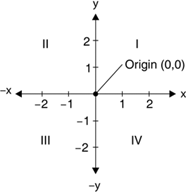 y
II 2 I
1 Origin (0,0)
−x −2 −1 1 2 x
−1
III −2 IV
−y